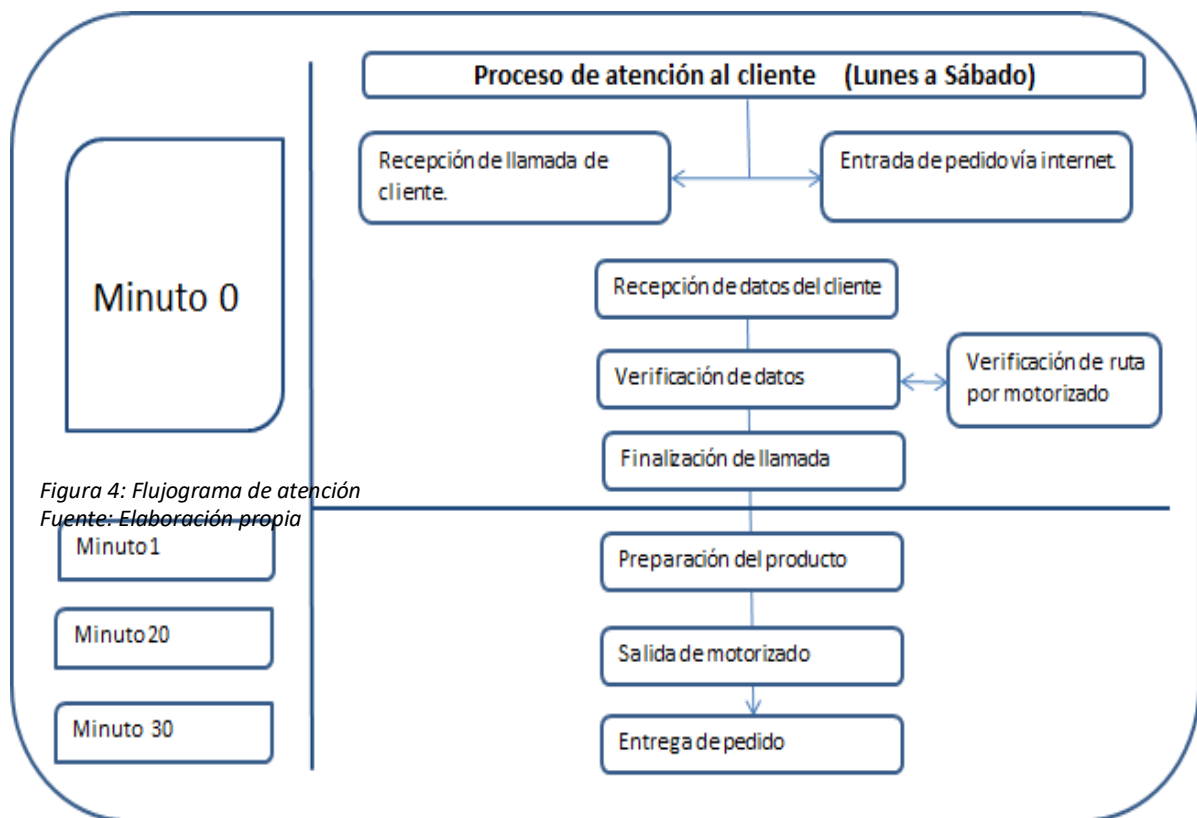 Proceso de atención al cliente (Lunes a Sábado)
Recepción de llamada de
cliente.
Entrada de pedido vía internet.
Minuto 0
Recepción de datos del cliente
Verificación de datos
Verificación de ruta
por motorizado
Finalización de llamada
Figura 4: Flujograma de atención
Fuente: Elaboración propia
Minuto 1
Preparación del producto
Minuto 20
Salida de motorizado
Minuto 30
Entrega de pedido